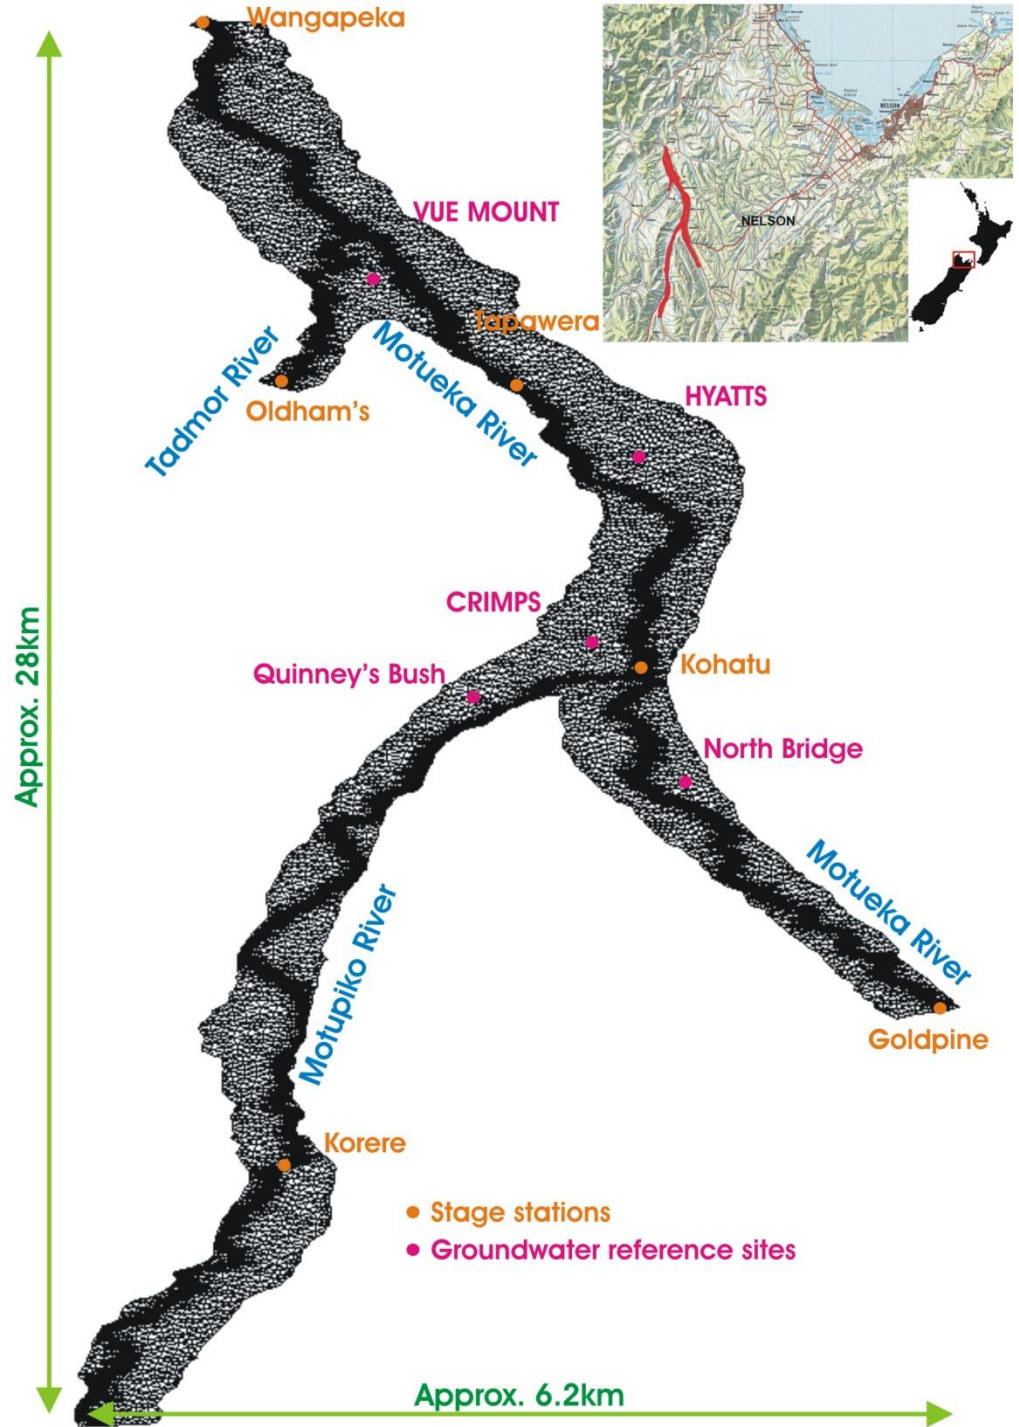 Wangapeka
VUE MOUNT
NELSON
NELSON
Tapawera
Tadmor River
Motueka River
Oldham's
HYATTS
CRIMPS
Quinney's Bush
Kohatu
North Bridge
Approx. 28km
Motupiko River
Motueka River
Goldpine
Korere
Stage stations
Groundwater reference sites
Approx. 6.2km